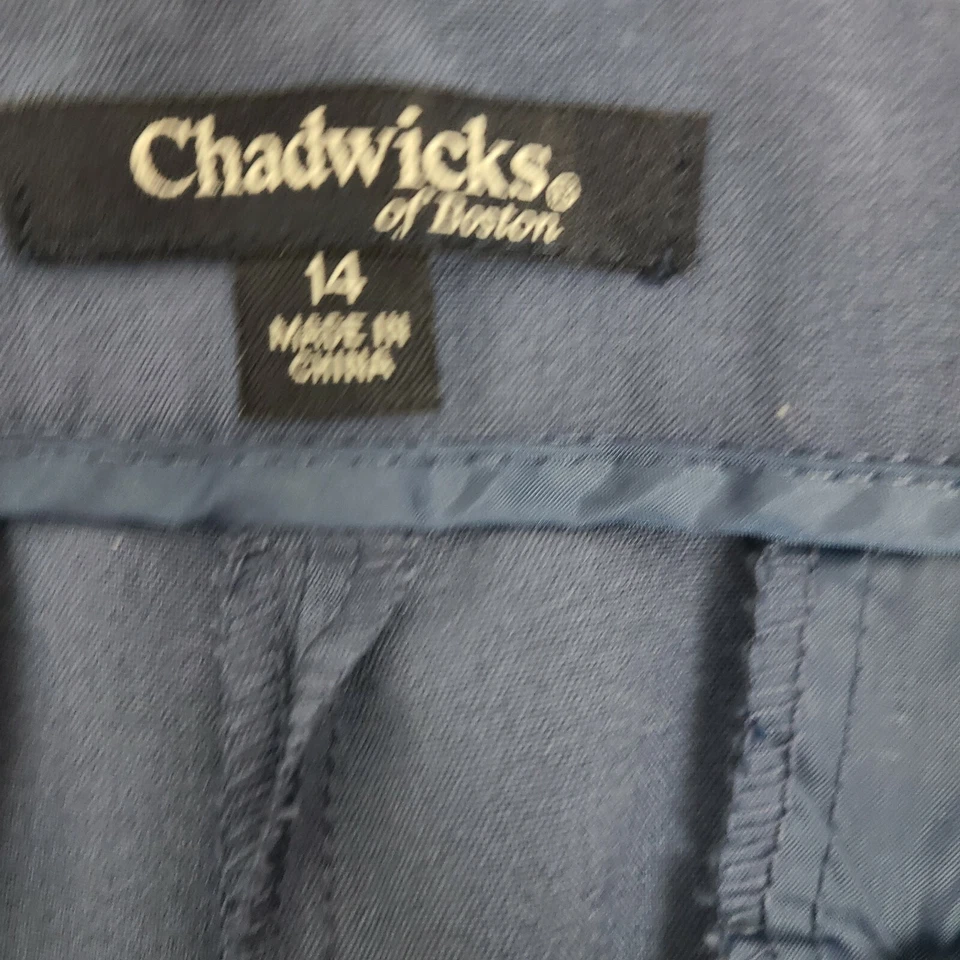 Chadwicks®
of Boston
14
MADE IN
CHINA